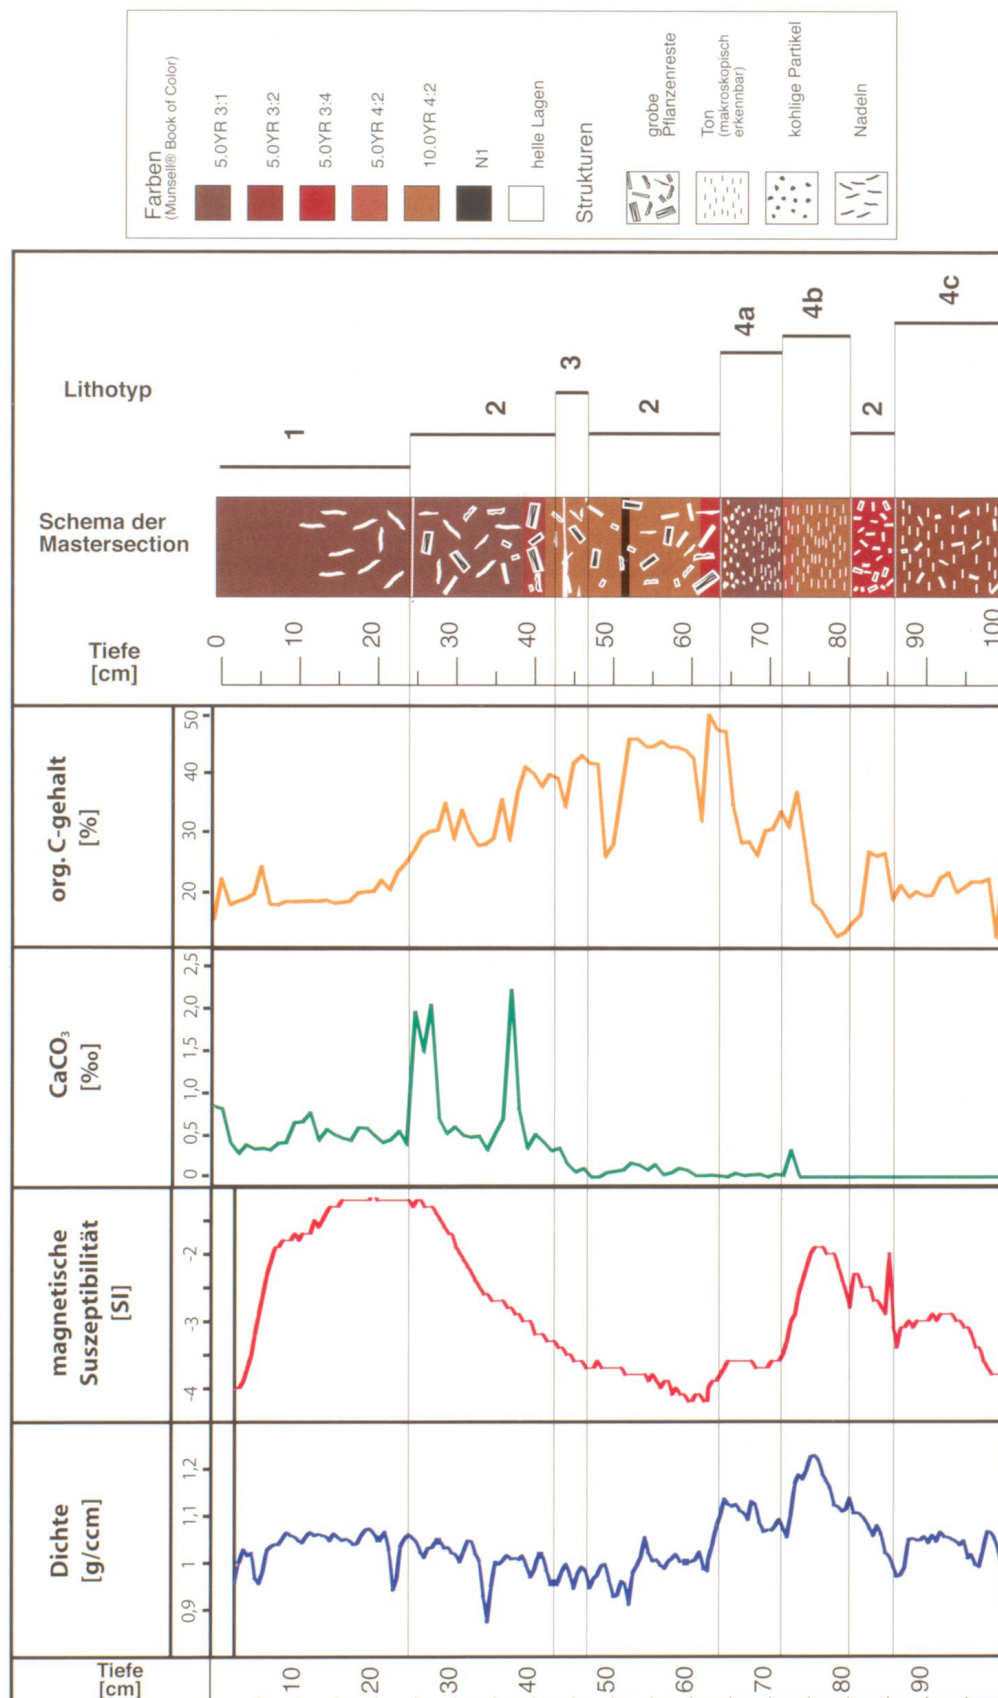 Farben
(Munsell® Book of Color)
5.0YR 3:1
5.0YR 3:2
5.0YR 3:4
5.0YR 4:2
10.0YR 4:2
N1
helle Lagen
Strukturen
grobe
Pflanzenreste
Ton
(makroskopisch
erkennbar)
kohlige Partikel
Nadeln
Lithotyp
1
2
3
2
4a
4b
2
4c
Schema der
Mastersection
Tiefe
[cm]
0
10
20
30
40
50
60
70
80
90
100
org. C-gehalt
[%]
50
40
30
20
CaCO₃
[‰]
2,5
2,0
1,5
1,0
0,5
0
magnetische
Suszeptibilität
[SI]
-2
-3
-4
Dichte
[g/ccm]
1,2
1,1
1
0,9
Tiefe
[cm]
10
20
30
40
50
60
70
80
90